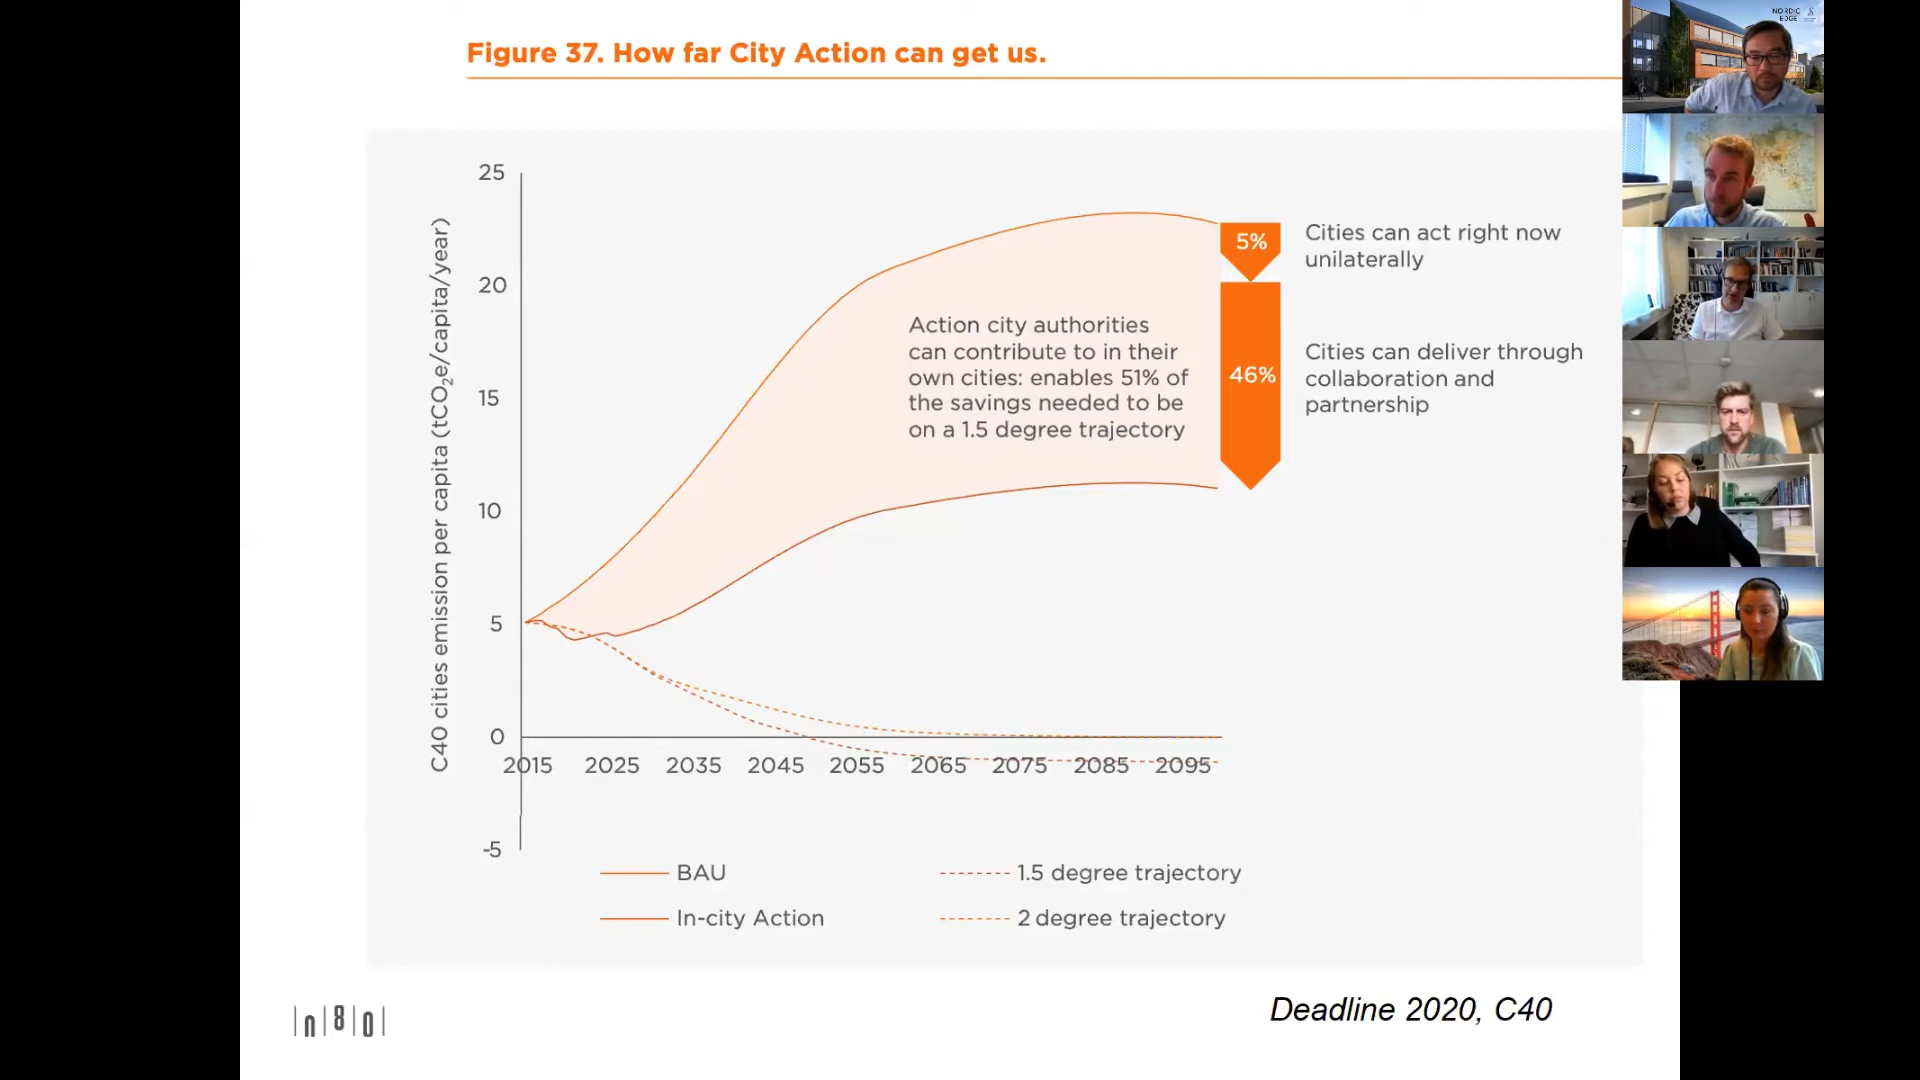 Figure 37. How far City Action can get us.
NORDIC
EDGE
C40 cities emission per capita (tCO₂e/capita/year)
25
20
15
10
5
0
-5
2015 2025 2035 2045 2055 2065 2075 2085 2095
Action city authorities
can contribute to in their
own cities: enables 51% of
the savings needed to be
on a 1.5 degree trajectory
5%
Cities can act right now
unilaterally
46%
Cities can deliver through
collaboration and
partnership
BAU
1.5 degree trajectory
In-city Action
2 degree trajectory
n80
Deadline 2020, C40